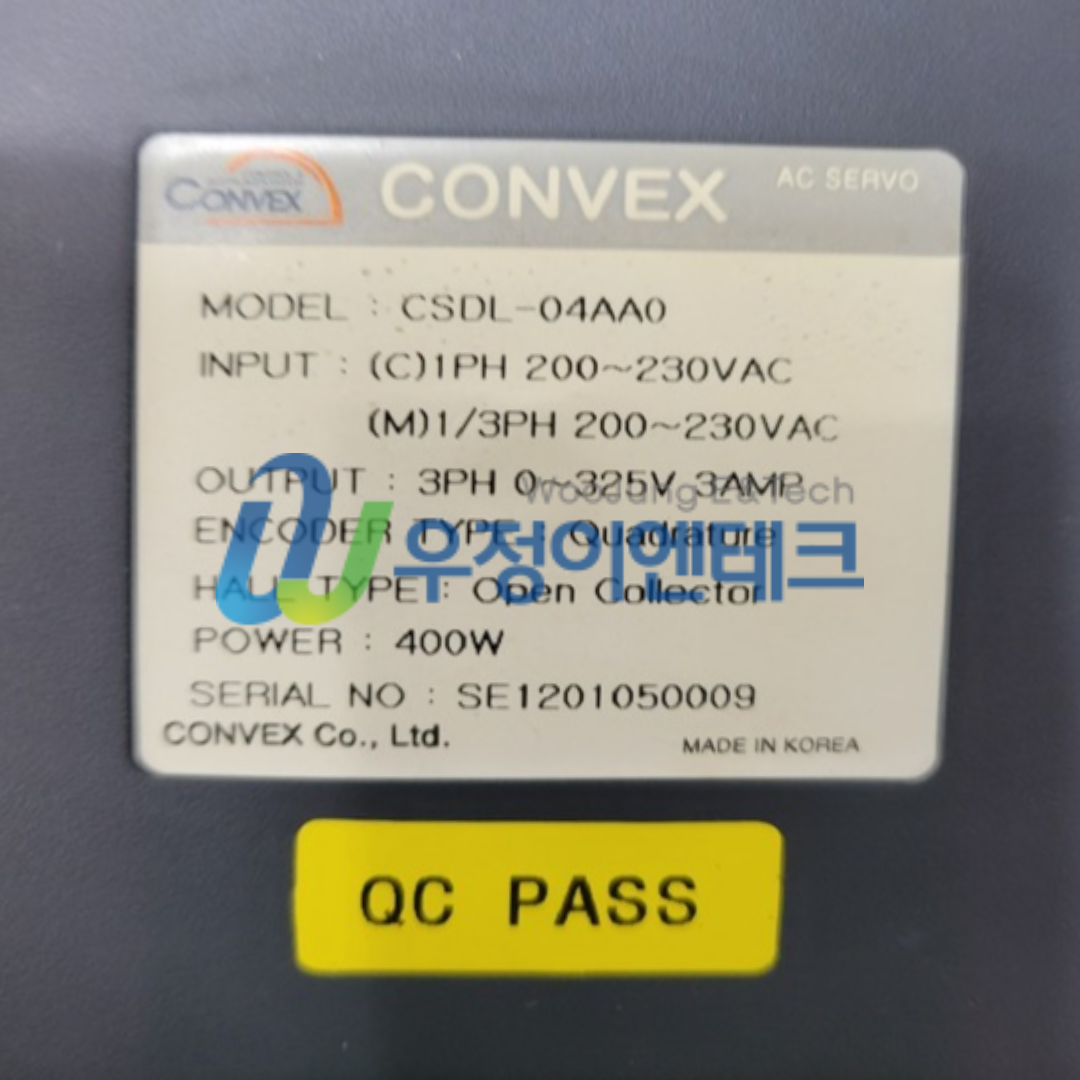 CONVEX
CONVEX
AC SERVO
MODEL : CSDL-04AA0
INPUT : (C)1PH 200~230VAC
(M)1/3PH 200~230VAC
OUTPUT : 3PH 0~325V 3AMP
WooJung E&Tech
ENCODER TYPE : Quadrature
우정이엔테크
HALL TYPE : Open Collector
POWER : 400W
SERIAL NO : SE1201050009
CONVEX Co., Ltd.
MADE IN KOREA
QC PASS